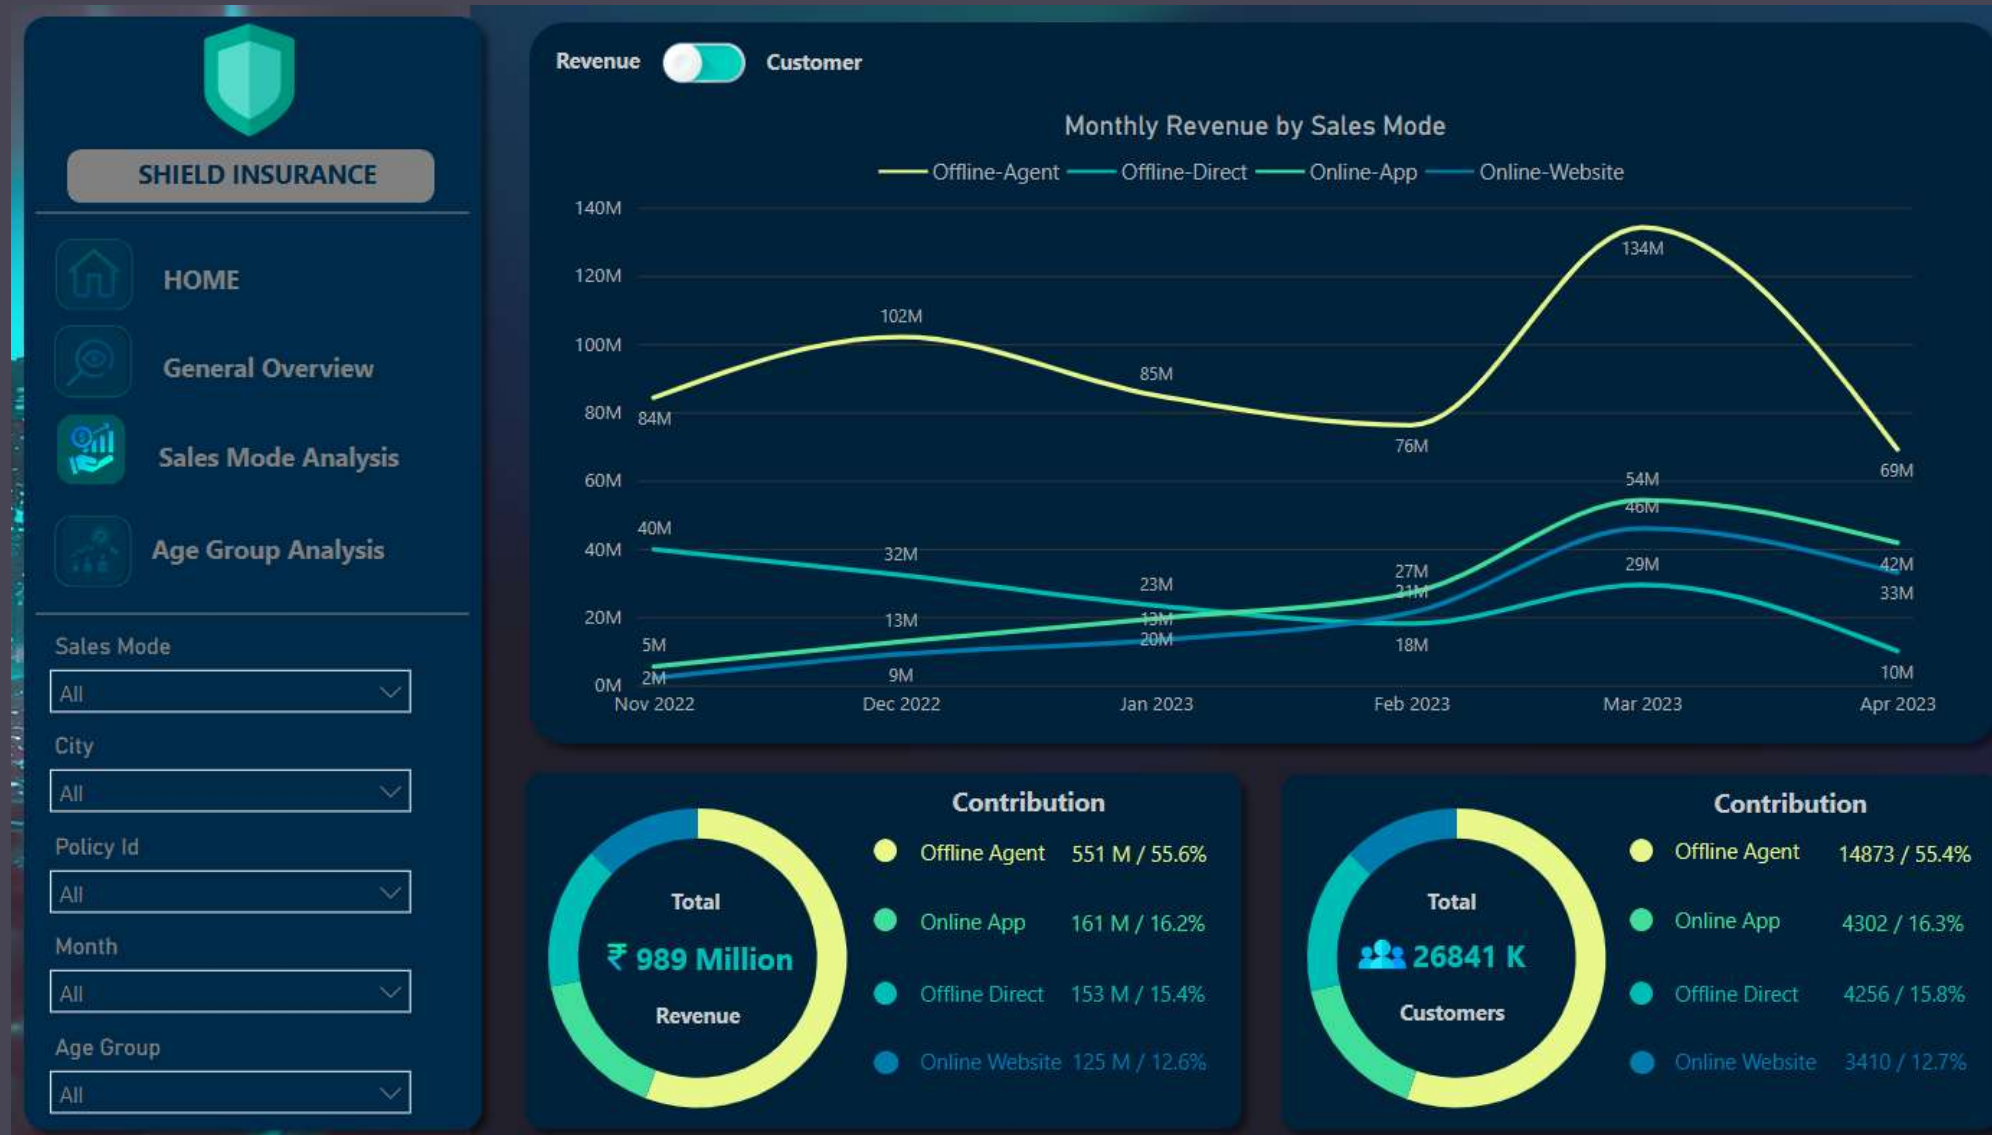 SHIELD INSURANCE
HOME
General Overview
Sales Mode Analysis
Age Group Analysis
Sales Mode
All
City
All
Policy Id
All
Month
All
Age Group
All
Revenue Customer
Monthly Revenue by Sales Mode
Offline-Agent Offline-Direct Online-App Online-Website
140M
120M
100M
80M
60M
40M
20M
0M
84M 102M 85M 76M 134M 69M
40M 32M 23M 18M 29M 10M
5M 13M 20M 27M 54M 42M
2M 9M 13M 21M 46M 33M
Nov 2022 Dec 2022 Jan 2023 Feb 2023 Mar 2023 Apr 2023
Total
₹ 989 Million
Revenue
Contribution
Offline Agent 551 M / 55.6%
Online App 161 M / 16.2%
Offline Direct 153 M / 15.4%
Online Website 125 M / 12.6%
Total
26841 K
Customers
Contribution
Offline Agent 14873 / 55.4%
Online App 4302 / 16.3%
Offline Direct 4256 / 15.8%
Online Website 3410 / 12.7%